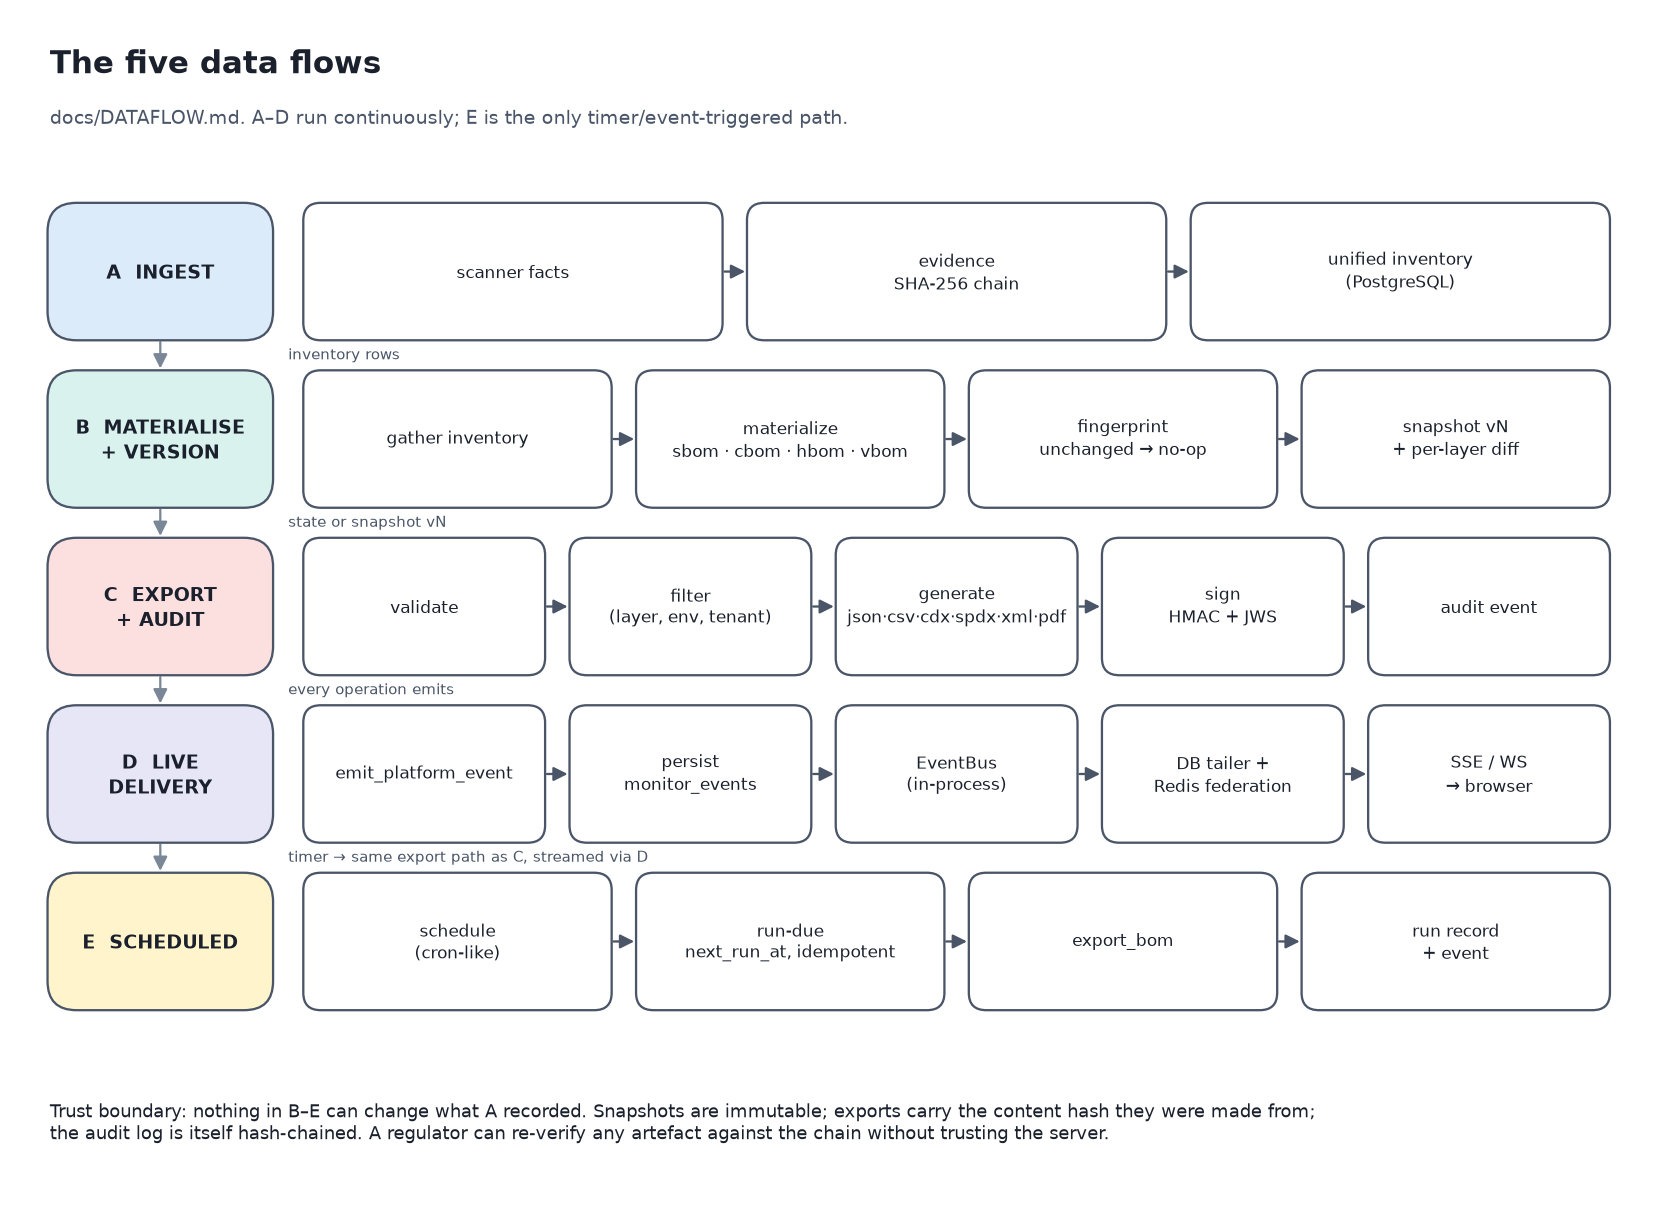 The five data flows
docs/DATAFLOW.md. A–D run continuously; E is the only timer/event-triggered path.
A  INGEST
scanner facts
evidence
SHA-256 chain
unified inventory
(PostgreSQL)
inventory rows
B  MATERIALISE
+ VERSION
gather inventory
materialize
sbom · cbom · hbom · vbom
fingerprint
unchanged → no-op
snapshot vN
+ per-layer diff
state or snapshot vN
C  EXPORT
+ AUDIT
validate
filter
(layer, env, tenant)
generate
json·csv·cdx·spdx·xml·pdf
sign
HMAC + JWS
audit event
every operation emits
D  LIVE
DELIVERY
emit_platform_event
persist
monitor_events
EventBus
(in-process)
DB tailer +
Redis federation
SSE / WS
→ browser
timer → same export path as C, streamed via D
E  SCHEDULED
schedule
(cron-like)
run-due
next_run_at, idempotent
export_bom
run record
+ event
Trust boundary: nothing in B–E can change what A recorded. Snapshots are immutable; exports carry the content hash they were made from;
the audit log is itself hash-chained. A regulator can re-verify any artefact against the chain without trusting the server.